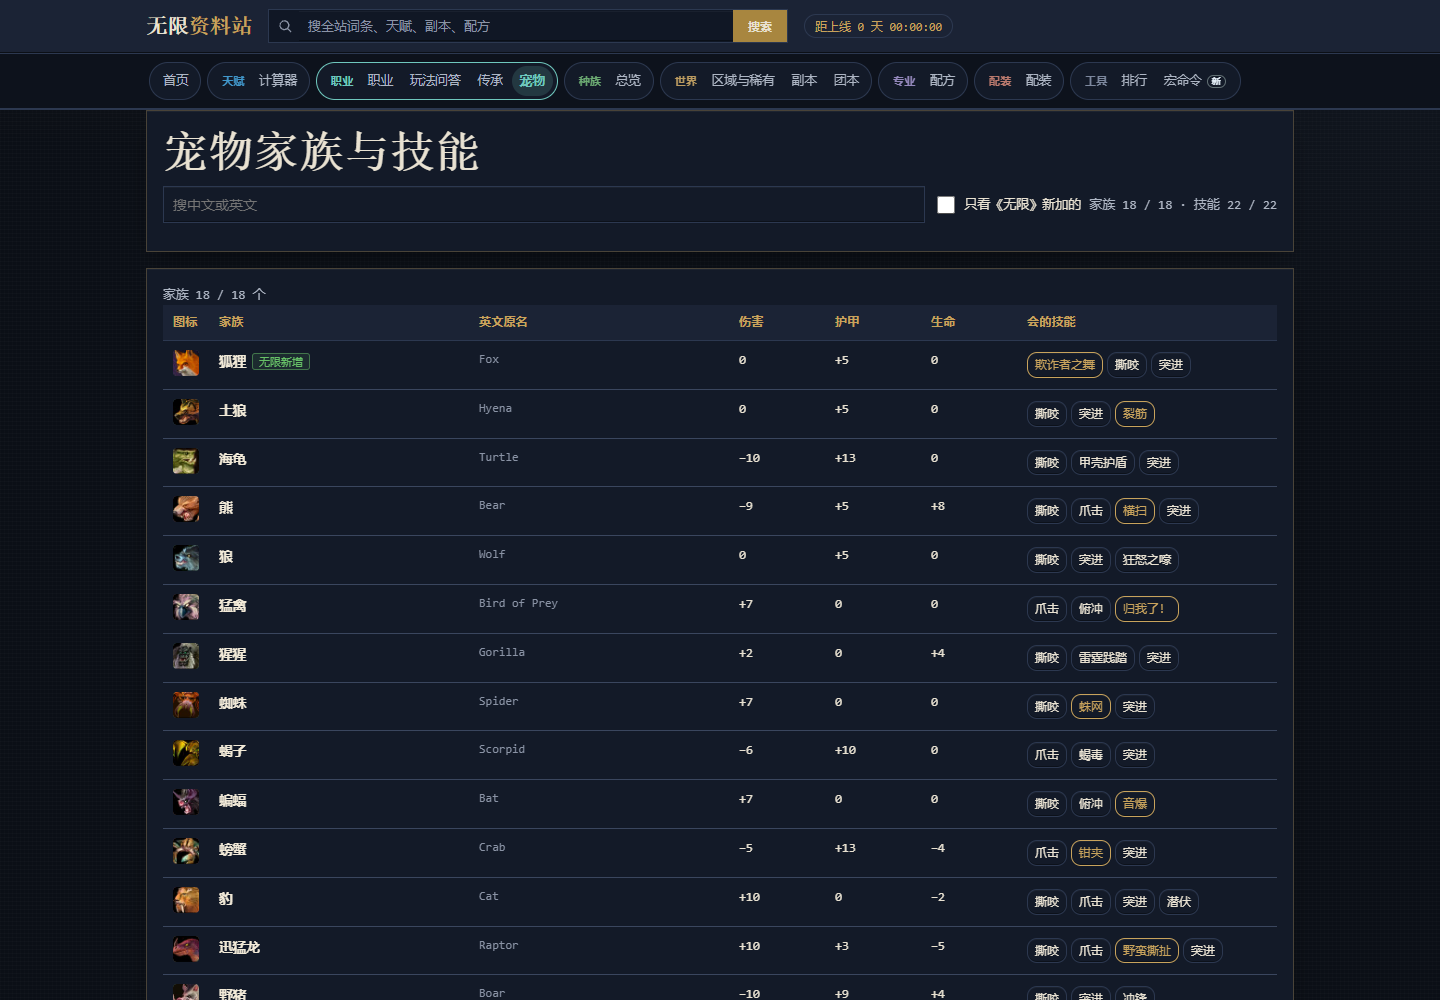 无限资料站 搜全站词条、天赋、副本、配方 搜索 距上线 0 天 00:00:00
首页 天赋 计算器 职业 职业 玩法问答 传承 宠物 种族 总览 世界 区域与稀有 副本 团本 专业 配方 配装 配装 工具 排行 宏命令 新
宠物家族与技能
搜中文或英文 只看《无限》新加的 家族 18 / 18 · 技能 22 / 22
家族 18 / 18 个
图标 家族 英文原名 伤害 护甲 生命 会的技能
狐狸 无限新增 Fox 0 +5 0 欺诈者之舞 撕咬 突进
土狼 Hyena 0 +5 0 撕咬 突进 裂筋
海龟 Turtle −10 +13 0 撕咬 甲壳护盾 突进
熊 Bear −9 +5 +8 撕咬 爪击 横扫 突进
狼 Wolf 0 +5 0 撕咬 突进 狂怒之嚎
猛禽 Bird of Prey +7 0 0 爪击 俯冲 归我了!
猩猩 Gorilla +2 0 +4 撕咬 雷霆践踏 突进
蜘蛛 Spider +7 0 0 撕咬 蛛网 突进
蝎子 Scorpid −6 +10 0 爪击 蝎毒 突进
蝙蝠 Bat +7 0 0 撕咬 俯冲 音爆
螃蟹 Crab −5 +13 −4 爪击 钳夹 突进
豹 Cat +10 0 −2 撕咬 爪击 突进 潜伏
迅猛龙 Raptor +10 +3 −5 撕咬 爪击 野蛮撕扯 突进
野猪 Boar −10 +9 +4 撕咬 突进 冲锋